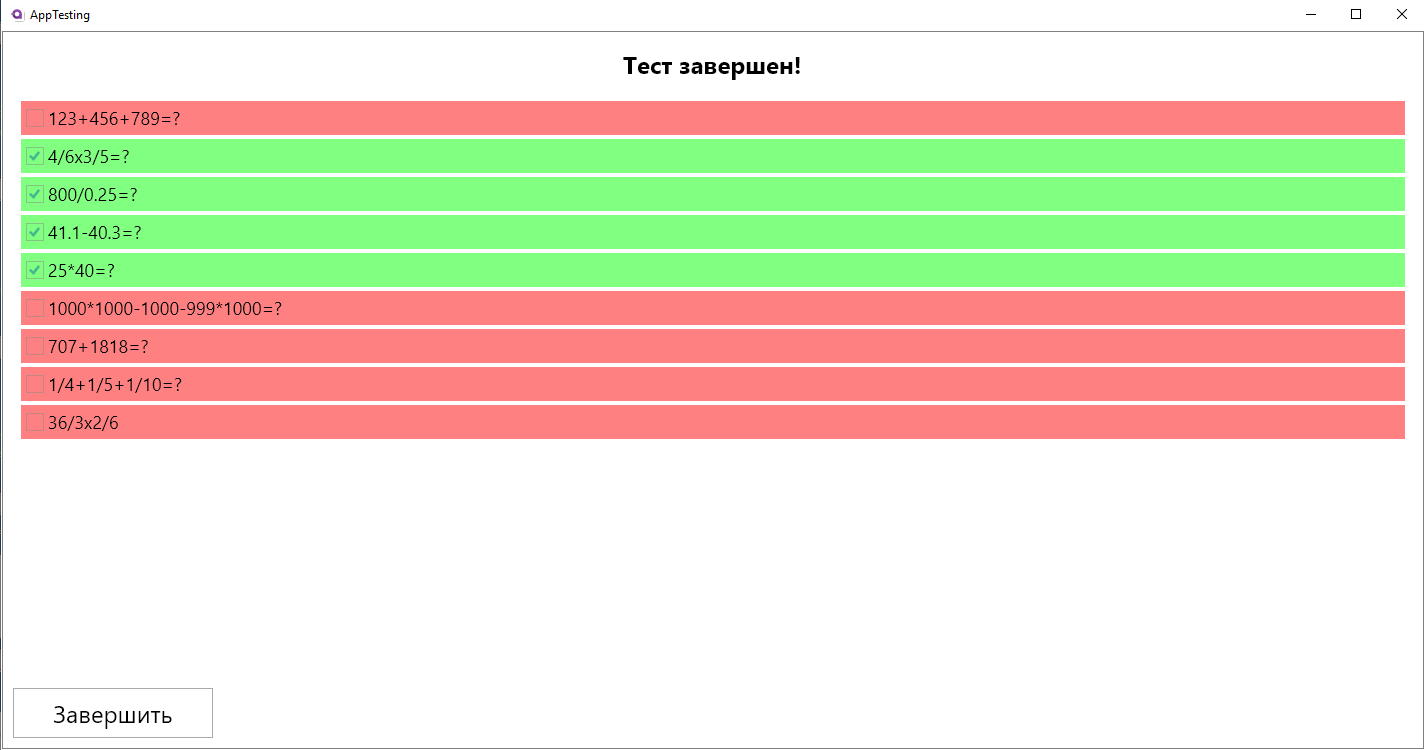 AppTesting
Тест завершен!
123+456+789=?
4/6x3/5=?
800/0.25=?
41.1-40.3=?
25*40=?
1000*1000-1000-999*1000=?
707+1818=?
1/4+1/5+1/10=?
36/3x2/6
Завершить